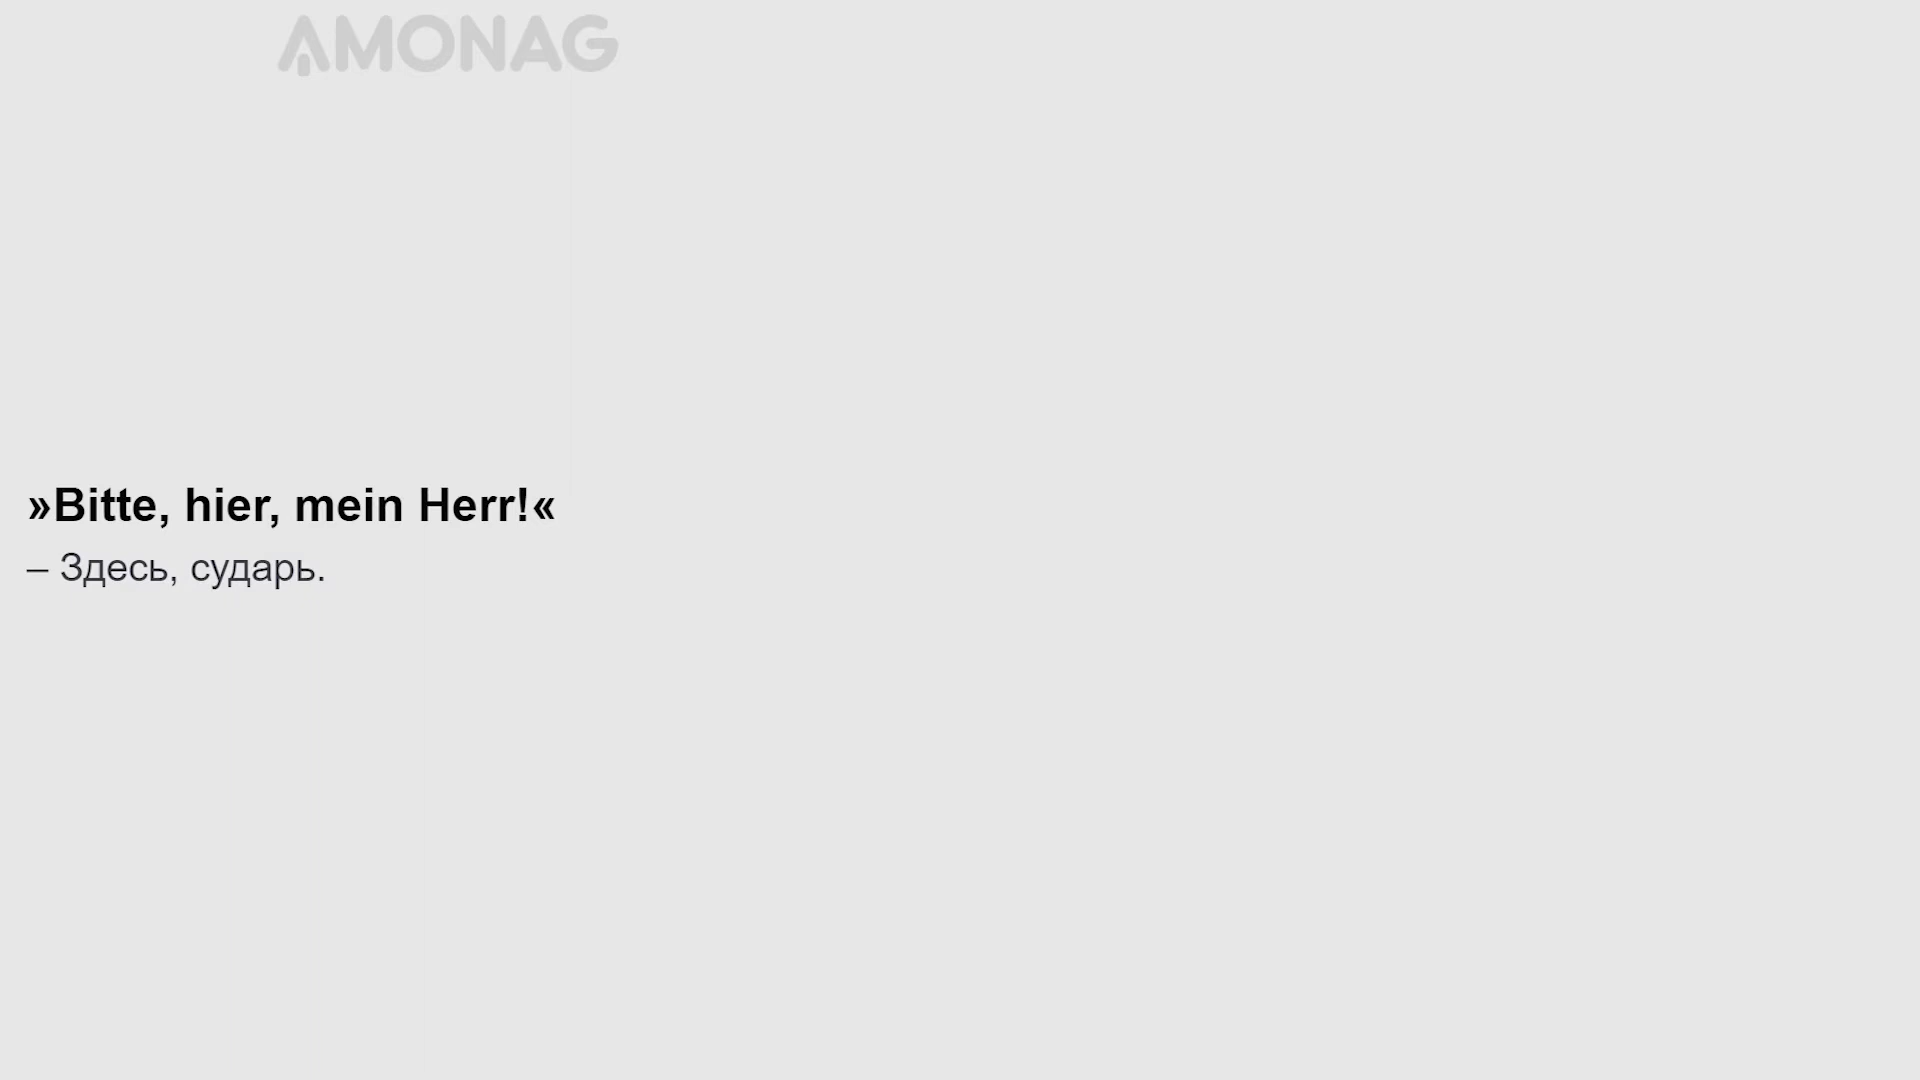 AMONAG
»Bitte, hier, mein Herr!«
– Здесь, сударь.